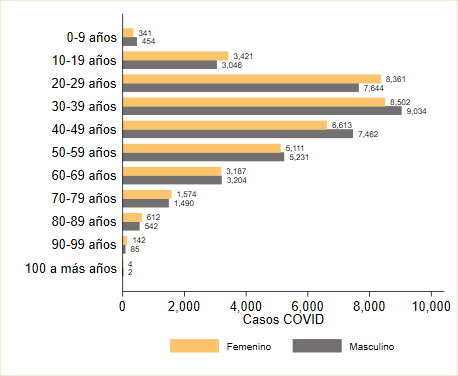 0-9 años
341
454
10-19 años
3,421
3,046
20-29 años
8,361
7,644
30-39 años
8,502
9,034
40-49 años
6,613
7,462
50-59 años
5,111
5,231
60-69 años
3,187
3,204
70-79 años
1,574
1,490
80-89 años
612
542
90-99 años
142
85
100 a más años
4
2
0 2,000 4,000 6,000 8,000 10,000
Casos COVID
Femenino Masculino